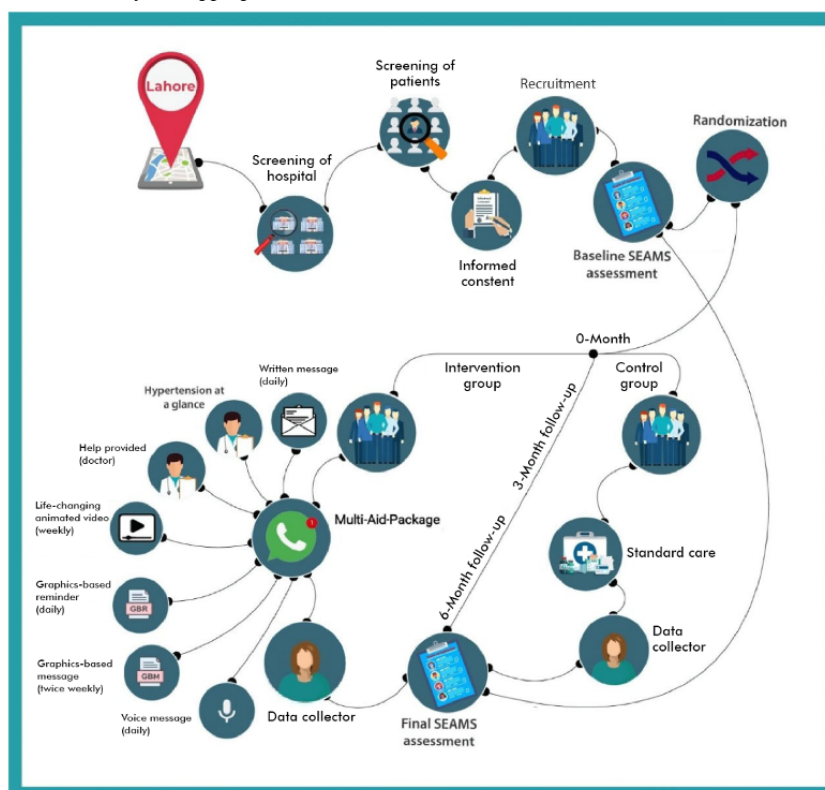 Lahore
Screening of
hospital
Screening of
patients
Informed
constent
Recruitment
Baseline SEAMS
assessment
Randomization
0-Month
Intervention
group
Control
group
3-Month follow-up
6-Month follow-up
Written message
(daily)
Hypertension at
a glance
Help provided
(doctor)
Life-changing
animated video
(weekly)
Graphics-based
reminder
(daily)
GBR
Graphics-based
message
(twice weekly)
GBM
Voice message
(daily)
1
Multi-Aid-Package
Data collector
Final SEAMS
assessment
Standard care
Data
collector